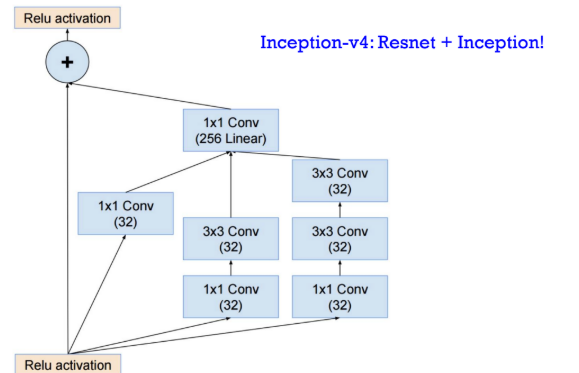 Relu activation
Inception-v4: Resnet + Inception!
+
1x1 Conv
(256 Linear)
3x3 Conv
(32)
1x1 Conv
(32)
3x3 Conv
(32)
3x3 Conv
(32)
1x1 Conv
(32)
1x1 Conv
(32)
Relu activation